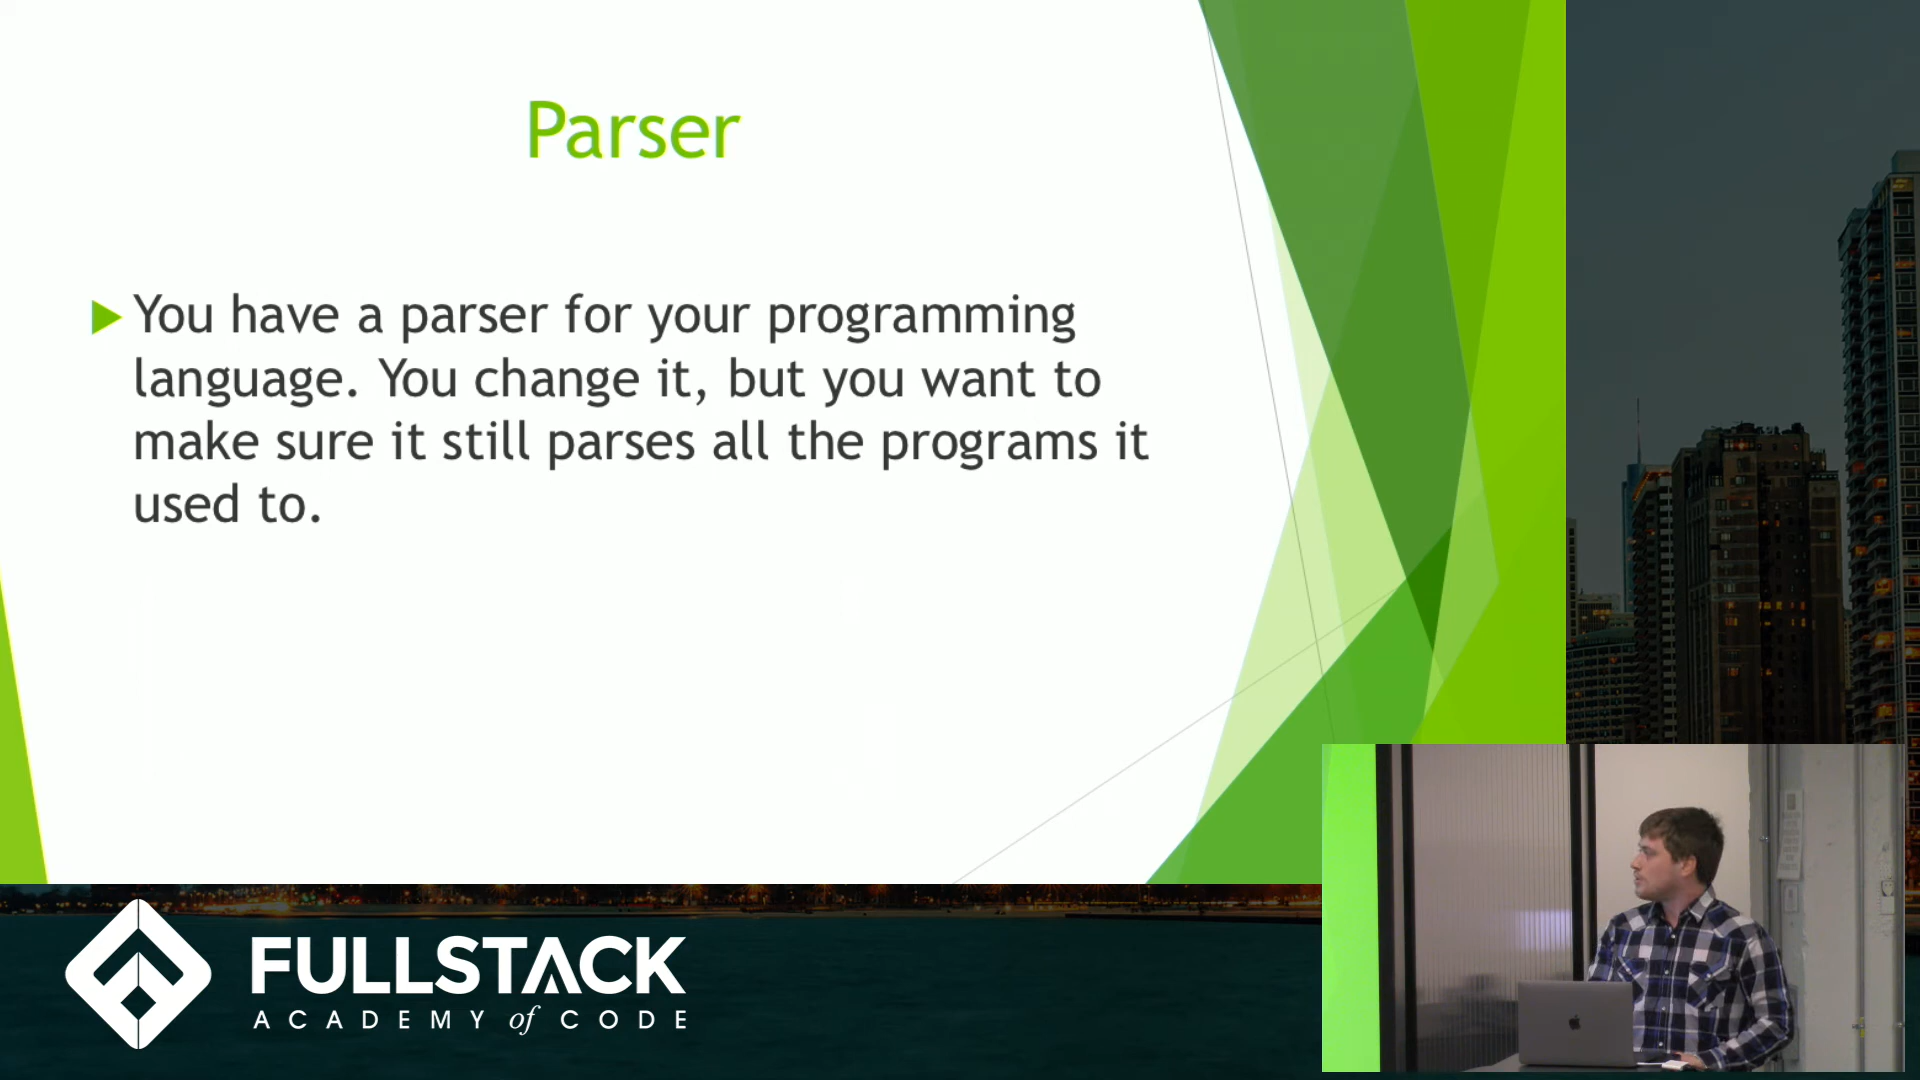 Parser
You have a parser for your programming
language. You change it, but you want to
make sure it still parses all the programs it
used to.
FULLSTACK
ACADEMY of CODE